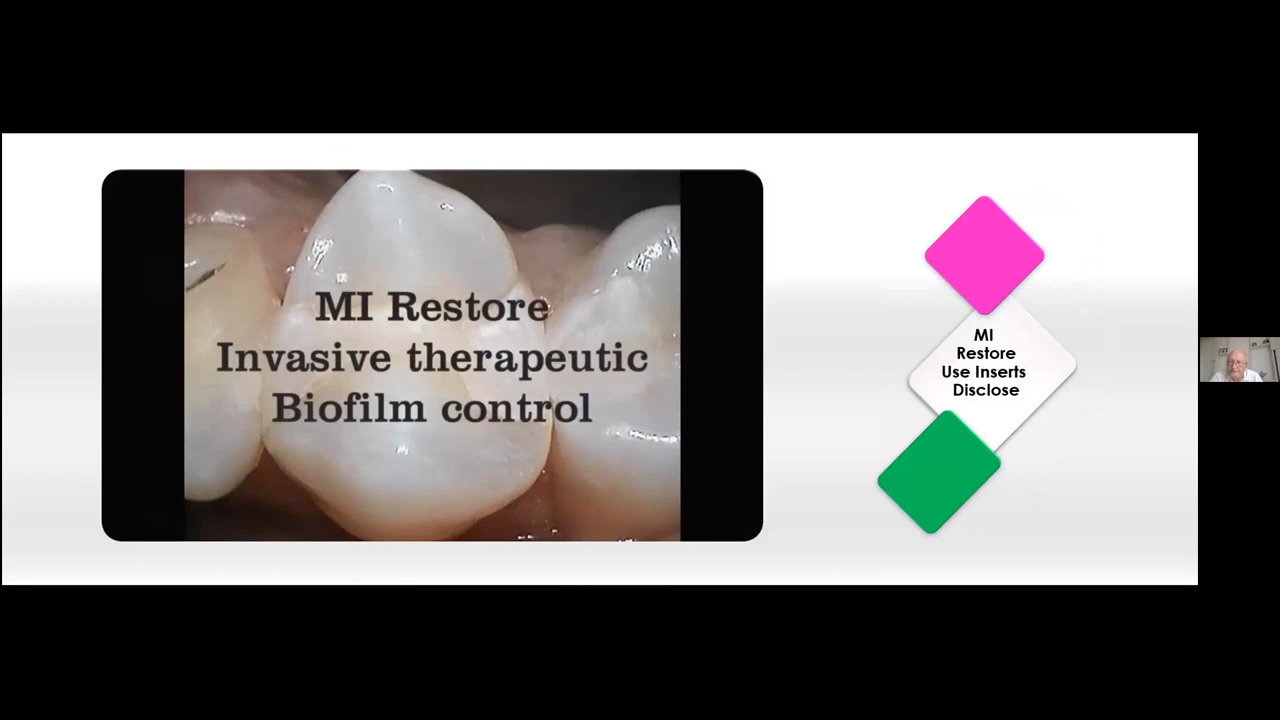 MI Restore
Invasive therapeutic
Biofilm control
MI
Restore
Use Inserts
Disclose